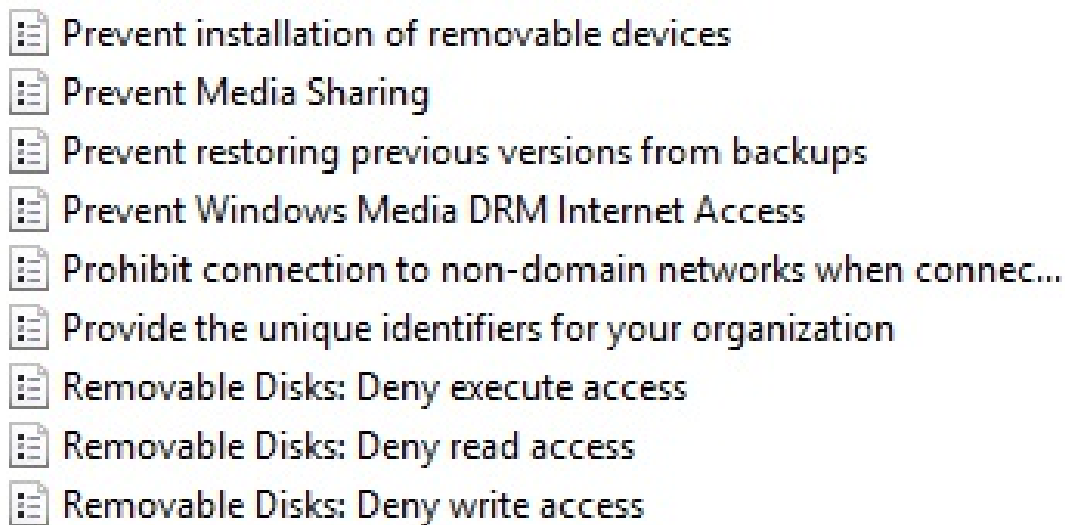 Prevent installation of removable devices
Prevent Media Sharing
Prevent restoring previous versions from backups
Prevent Windows Media DRM Internet Access
Prohibit connection to non-domain networks when connec...
Provide the unique identifiers for your organization
Removable Disks: Deny execute access
Removable Disks: Deny read access
Removable Disks: Deny write access